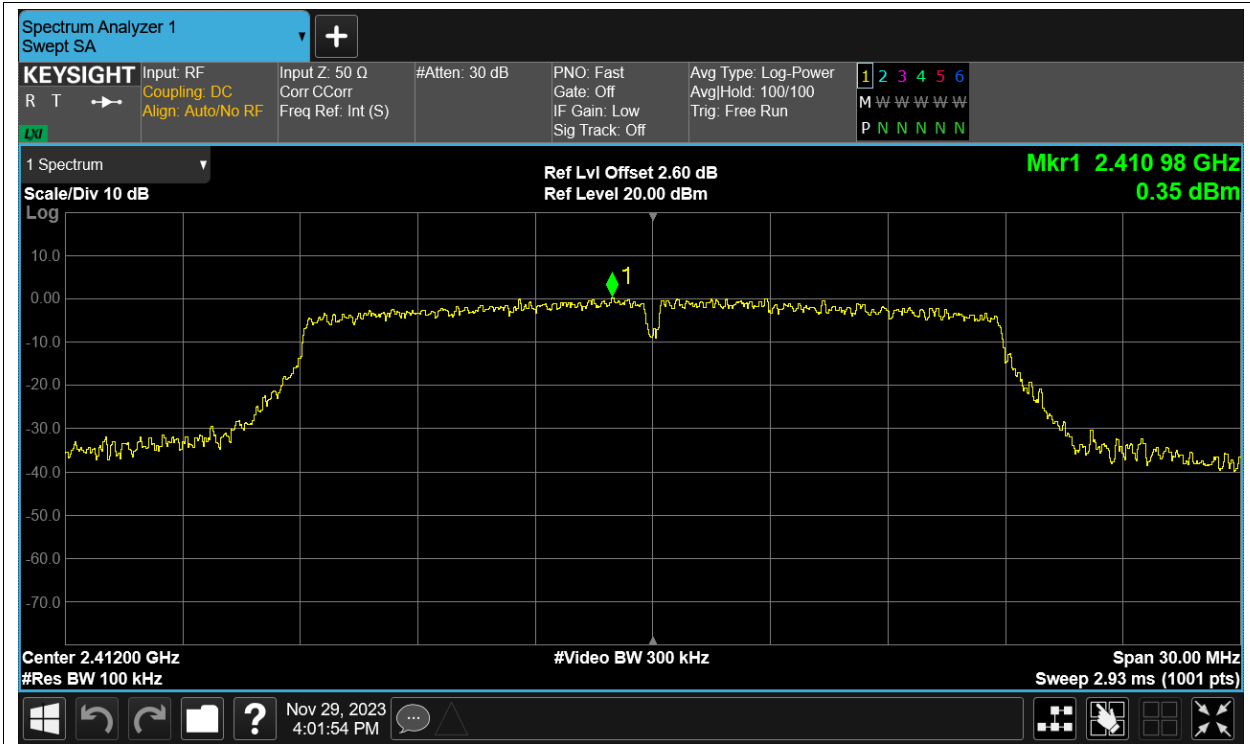 Spectrum Analyzer 1
Swept SA
KEYSIGHT
R T
LXI
Input: RF
Coupling: DC
Align: Auto/No RF
Input Z: 50 Ω
Corr CCorr
Freq Ref: Int (S)
#Atten: 30 dB
PNO: Fast
Gate: Off
IF Gain: Low
Sig Track: Off
Avg Type: Log-Power
Avg|Hold: 100/100
Trig: Free Run
1 2 3 4 5 6
M W W W W W
P N N N N N
1 Spectrum
Scale/Div 10 dB
Log
Ref Lvl Offset 2.60 dB
Ref Level 20.00 dBm
Mkr1 2.410 98 GHz
0.35 dBm
1
10.0
0.00
-10.0
-20.0
-30.0
-40.0
-50.0
-60.0
-70.0
Center 2.41200 GHz
#Res BW 100 kHz
#Video BW 300 kHz
Span 30.00 MHz
Sweep 2.93 ms (1001 pts)
?
Nov 29, 2023
4:01:54 PM